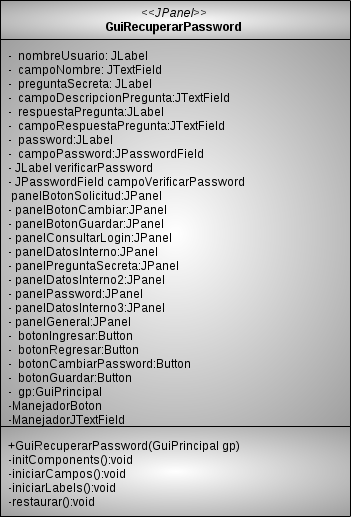 <<JPanel>>
GuiRecuperarPassword
- nombreUsuario: JLabel
- campoNombre: JTextField
- preguntaSecreta: JLabel
- campoDescripcionPregunta:JTextField
- respuestaPregunta:JLabel
- campoRespuestaPregunta:JTextField
- password:JLabel
- campoPassword:JPasswordField
- JLabel verificarPassword
- JPasswordField campoVerificarPassword
panelBotonSolicitud:JPanel
- panelBotonCambiar:JPanel
- panelBotonGuardar:JPanel
- panelConsultarLogin:JPanel
- panelDatosInterno:JPanel
- panelPreguntaSecreta:JPanel
- panelDatosInterno2:JPanel
- panelPassword:JPanel
- panelDatosInterno3:JPanel
- panelGeneral:JPanel
- botonIngresar:Button
- botonRegresar:Button
- botonCambiarPassword:Button
- botonGuardar:Button
- gp:GuiPrincipal
-ManejadorBoton
-ManejadorJTextField
+GuiRecuperarPassword(GuiPrincipal gp)
-initComponents():void
-iniciarCampos():void
-iniciarLabels():void
-restaurar():void